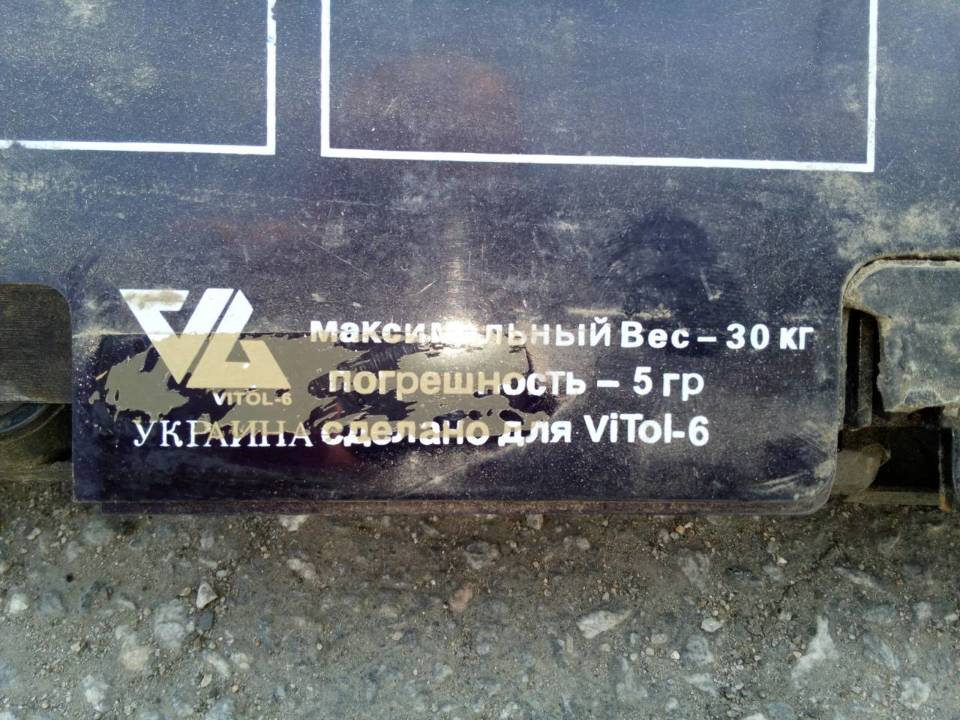 максимальный Вес – 30 кг
погрешность – 5 гр
VITOL-6
УКРАИНА сделано для ViTol-6